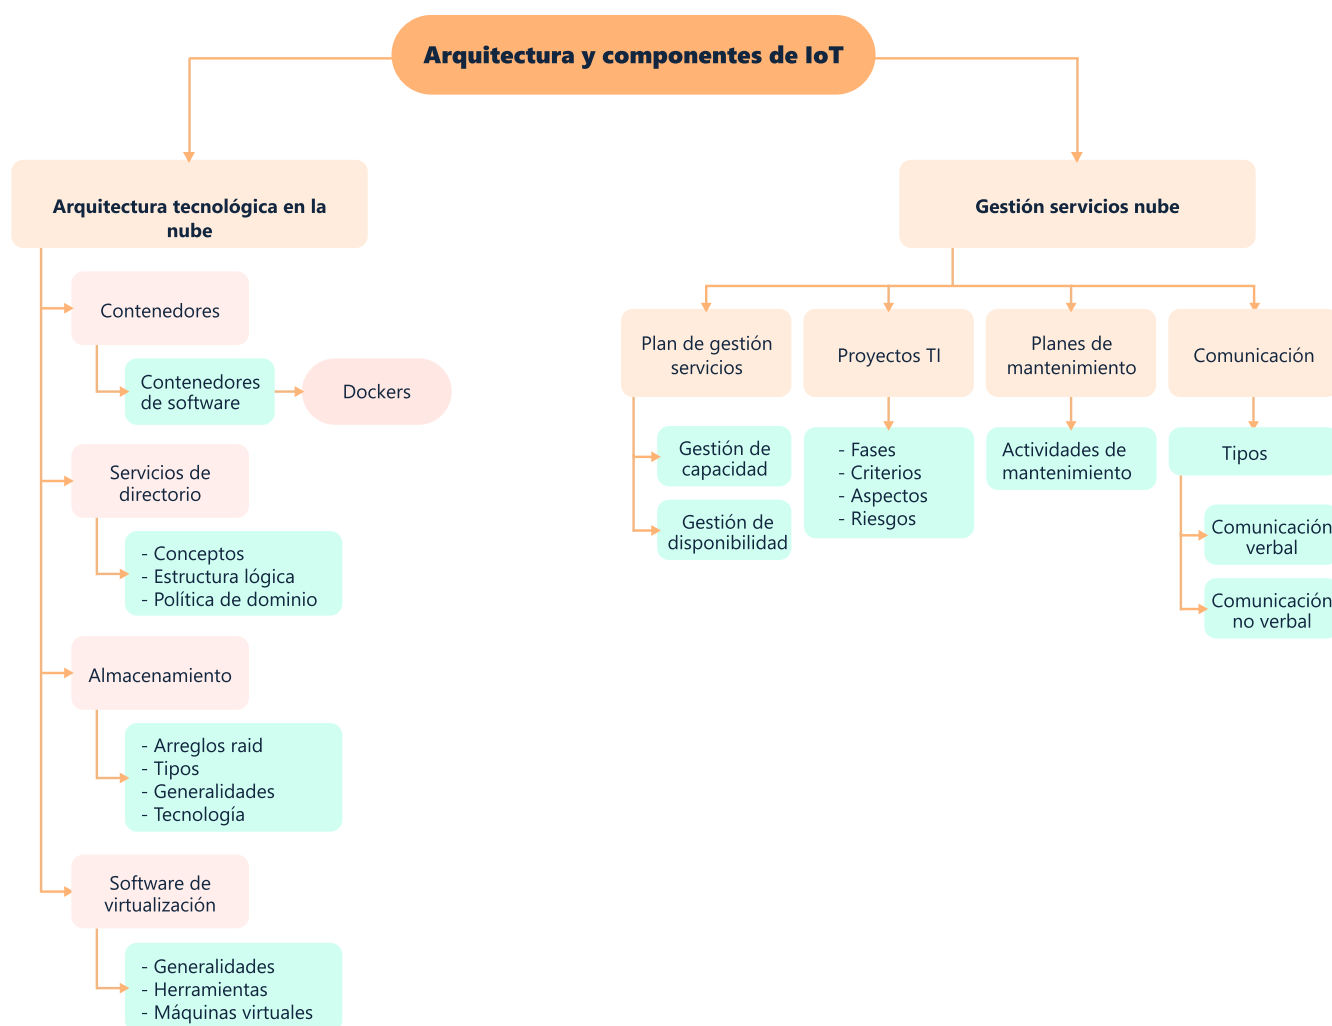 Arquitectura y componentes de IoT
Arquitectura tecnológica en la
nube
Contenedores
Contenedores
de software
Dockers
Servicios de
directorio
- Conceptos
- Estructura lógica
- Política de dominio
Almacenamiento
- Arreglos raid
- Tipos
- Generalidades
- Tecnología
Software de
virtualización
- Generalidades
- Herramientas
- Máquinas virtuales
Gestión servicios nube
Plan de gestión
servicios
Gestión de
capacidad
Gestión de
disponibilidad
Proyectos TI
- Fases
- Criterios
- Aspectos
- Riesgos
Planes de
mantenimiento
Actividades de
mantenimiento
Comunicación
Tipos
Comunicación
verbal
Comunicación
no verbal